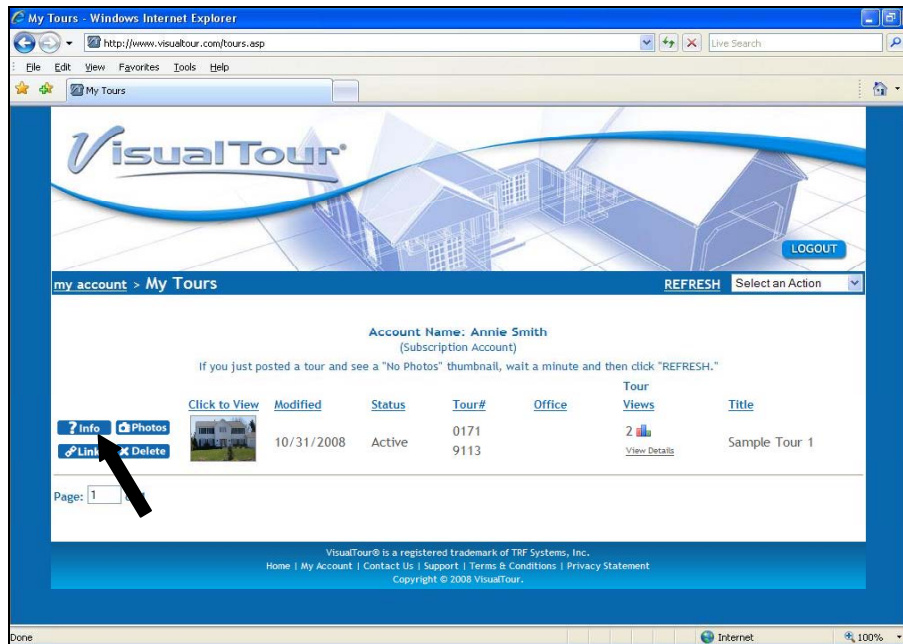 My Tours - Windows Internet Explorer
http://www.visualtour.com/tours.asp
Live Search
File Edit View Favorites Tools Help
My Tours
VisualTour®
LOGOUT
my account > My Tours REFRESH Select an Action
Account Name: Annie Smith
(Subscription Account)
If you just posted a tour and see a "No Photos" thumbnail, wait a minute and then click "REFRESH."
Click to View Modified Status Tour# Office Tour Views Title
? Info Photos
Link X Delete
10/31/2008 Active 0171 9113 2 View Details Sample Tour 1
Page: 1
VisualTour® is a registered trademark of TRF Systems, Inc.
Home | My Account | Contact Us | Support | Terms & Conditions | Privacy Statement
Copyright © 2008 VisualTour.
Done Internet 100%